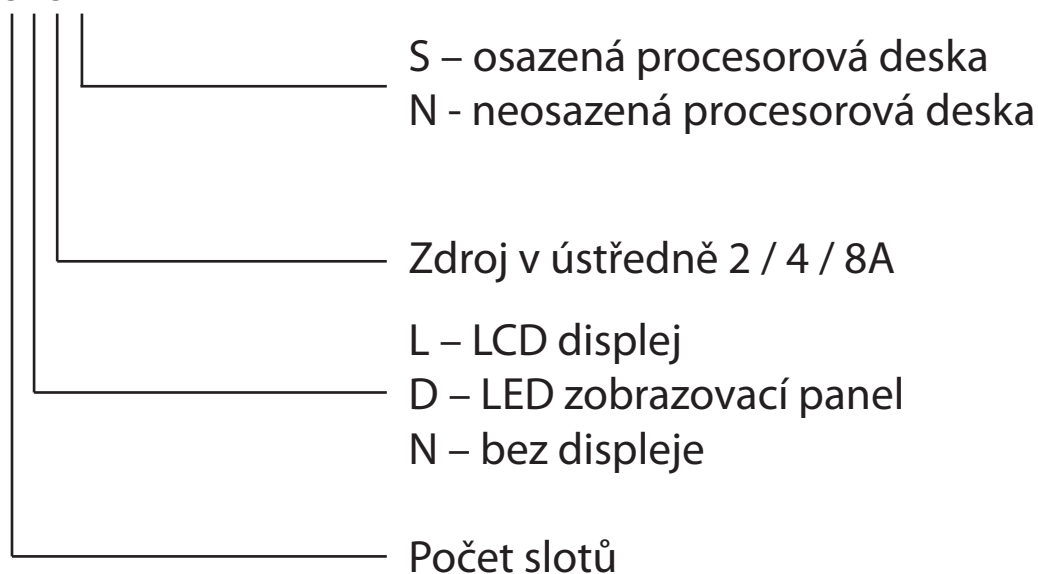 S – osazená procesorová deska
N - neosazená procesorová deska
Zdroj v ústředně 2 / 4 / 8A
L – LCD displej
D – LED zobrazovací panel
N – bez displeje
Počet slotů